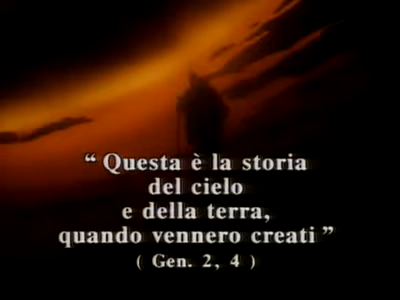 “ Questa è la storia
del cielo
e della terra,
quando vennero creati ”
( Gen. 2, 4 )